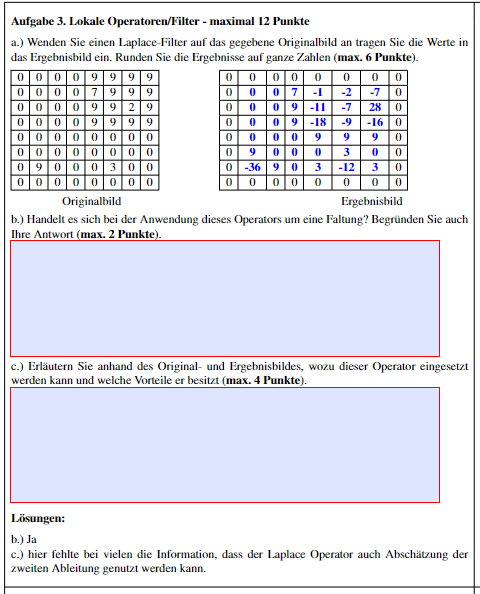 Aufgabe 3. Lokale Operatoren/Filter - maximal 12 Punkte
a.) Wenden Sie einen Laplace-Filter auf das gegebene Originalbild an tragen Sie die Werte in
das Ergebnisbild ein. Runden Sie die Ergebnisse auf ganze Zahlen (max. 6 Punkte).
0 0 0 0 9 9 9 9 0 0 0 0 0 0 0 0
0 0 0 0 7 9 9 9 0 0 0 7 -1 -2 -7 0
0 0 0 0 9 9 2 9 0 0 0 9 -11 -7 28 0
0 0 0 0 9 9 9 9 0 0 0 9 -18 -9 -16 0
0 0 0 0 0 0 0 0 0 0 0 0 9 9 9 0
0 0 0 0 0 0 0 0 0 9 0 0 0 3 0 0
0 9 0 0 0 3 0 0 0 -36 9 0 3 -12 3 0
0 0 0 0 0 0 0 0 0 0 0 0 0 0 0 0
Originalbild Ergebnisbild
b.) Handelt es sich bei der Anwendung dieses Operators um eine Faltung? Begründen Sie auch
Ihre Antwort (max. 2 Punkte).
c.) Erläutern Sie anhand des Original- und Ergebnisbildes, wozu dieser Operator eingesetzt
werden kann und welche Vorteile er besitzt (max. 4 Punkte).
Lösungen:
b.) Ja
c.) hier fehlte bei vielen die Information, dass der Laplace Operator auch Abschätzung der
zweiten Ableitung genutzt werden kann.